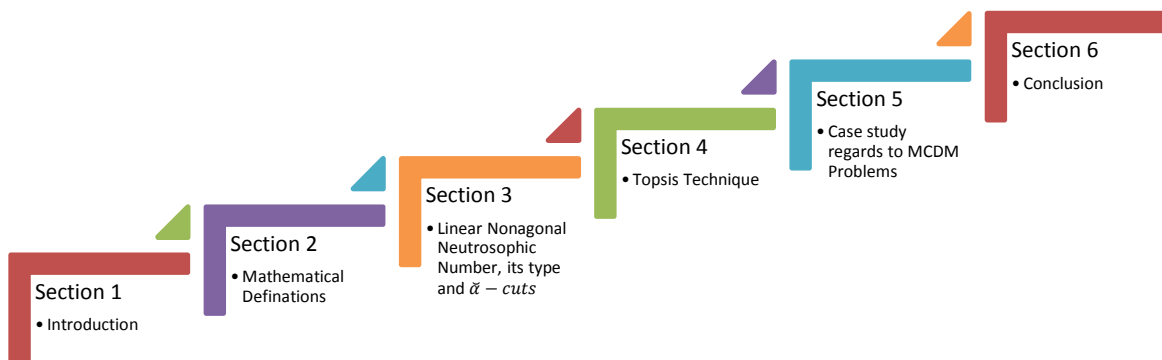 Section 1
• Introduction
Section 2
• Mathematical
Definations
Section 3
• Linear Nonagonal
Neutrosophic
Number, its type
and ᾰ − cuts
Section 4
• Topsis Technique
Section 5
• Case study
regards to MCDM
Problems
Section 6
• Conclusion